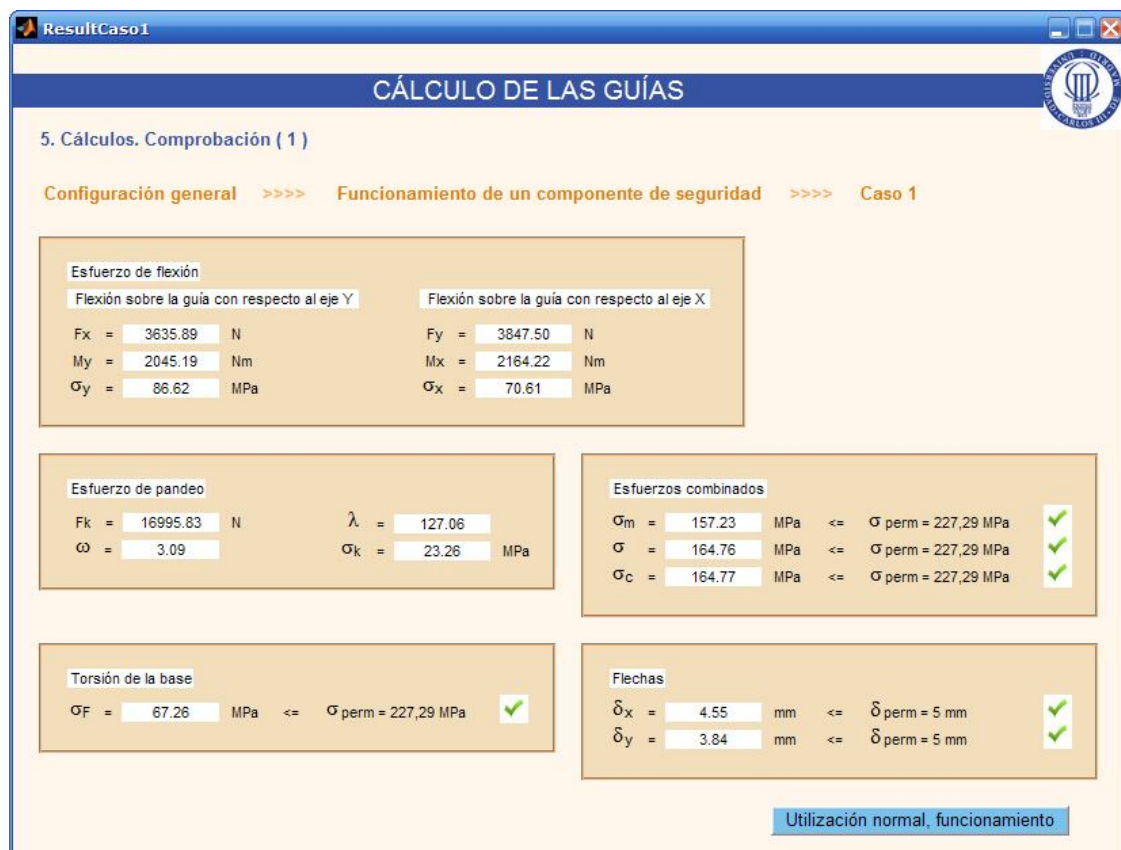 ResultCaso1
CÁLCULO DE LAS GUÍAS
UNIVERSIDAD · CARLOS III · DE MADRID
5. Cálculos. Comprobación ( 1 )
Configuración general >>>> Funcionamiento de un componente de seguridad >>>> Caso 1
Esfuerzo de flexión
Flexión sobre la guía con respecto al eje Y
Fx = 3635.89 N
My = 2045.19 Nm
σy = 86.62 MPa
Flexión sobre la guía con respecto al eje X
Fy = 3847.50 N
Mx = 2164.22 Nm
σx = 70.61 MPa
Esfuerzo de pandeo
Fk = 16995.83 N λ = 127.06
ω = 3.09 σk = 23.26 MPa
Esfuerzos combinados
σm = 157.23 MPa <= σ perm = 227,29 MPa
σ = 164.76 MPa <= σ perm = 227,29 MPa
σc = 164.77 MPa <= σ perm = 227,29 MPa
Torsión de la base
σF = 67.26 MPa <= σ perm = 227,29 MPa
Flechas
δx = 4.55 mm <= δ perm = 5 mm
δy = 3.84 mm <= δ perm = 5 mm
Utilización normal, funcionamiento